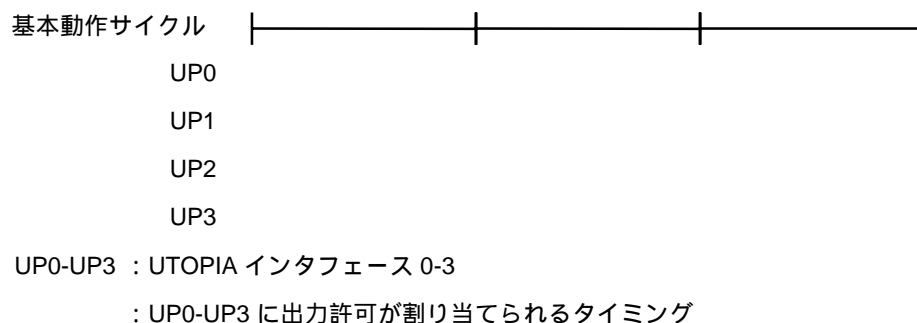 基本動作サイクル
UP0
UP1
UP2
UP3
UP0-UP3 ：UTOPIA インタフェース 0-3
：UP0-UP3 に出力許可が割り当てられるタイミング